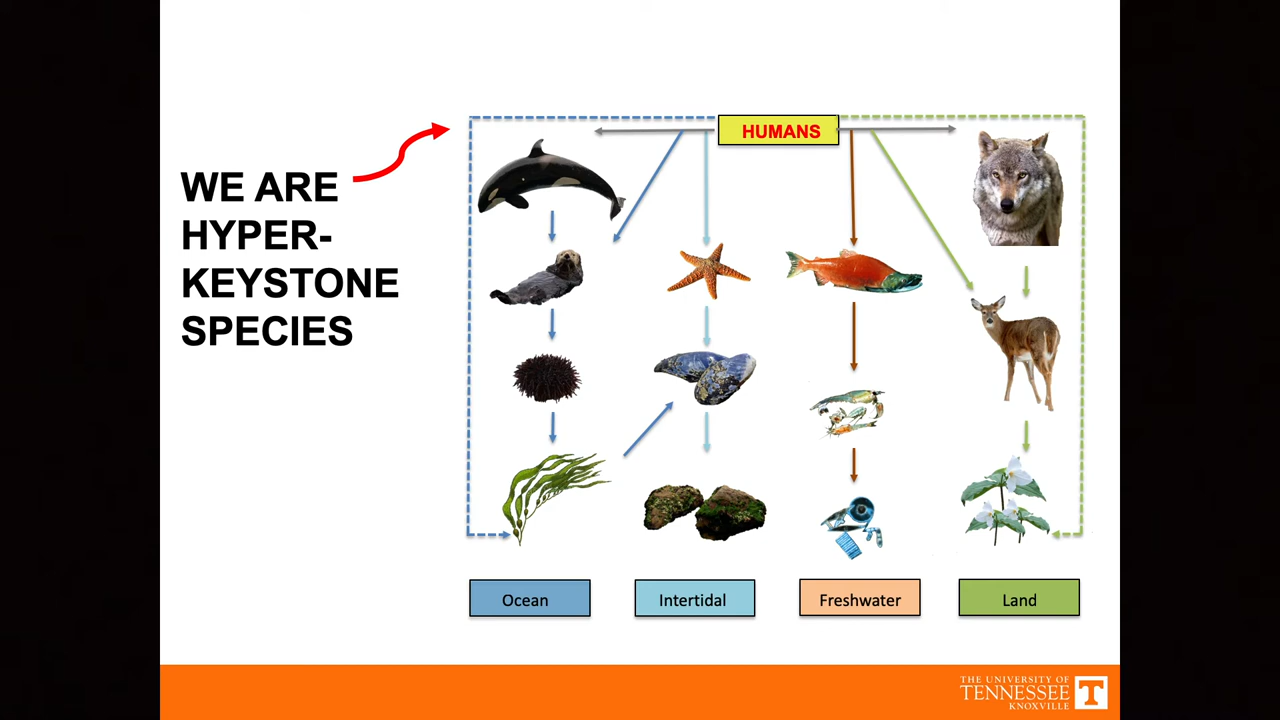 HUMANS
WE ARE
HYPER-
KEYSTONE
SPECIES
Ocean
Intertidal
Freshwater
Land
THE UNIVERSITY OF
TENNESSEE
KNOXVILLE
T